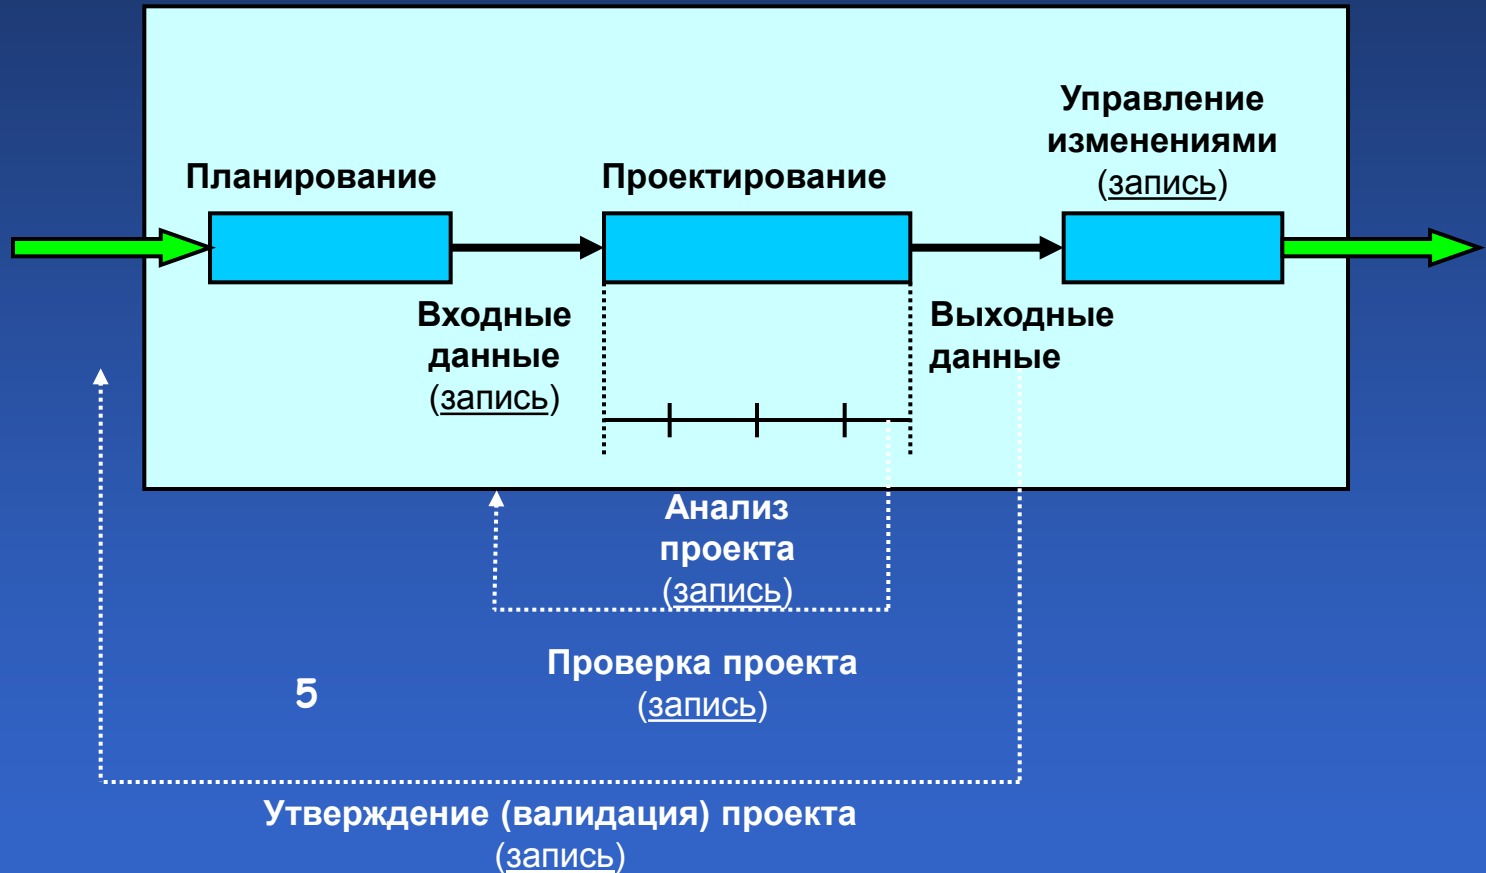 Управление
изменениями
(запись)
Планирование
Проектирование
Входные
данные
(запись)
Выходные
данные
Анализ
проекта
(запись)
Проверка проекта
(запись)
5
Утверждение (валидация) проекта
(запись)